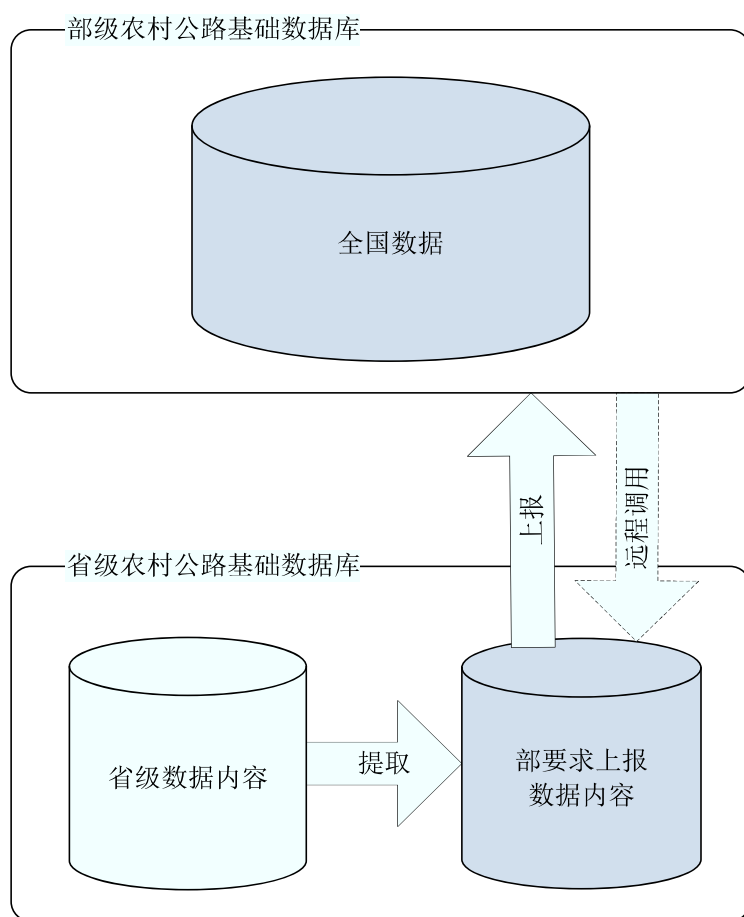 部级农村公路基础数据库
全国数据
上报
远程调用
省级农村公路基础数据库
省级数据内容
提取
部要求上报
数据内容